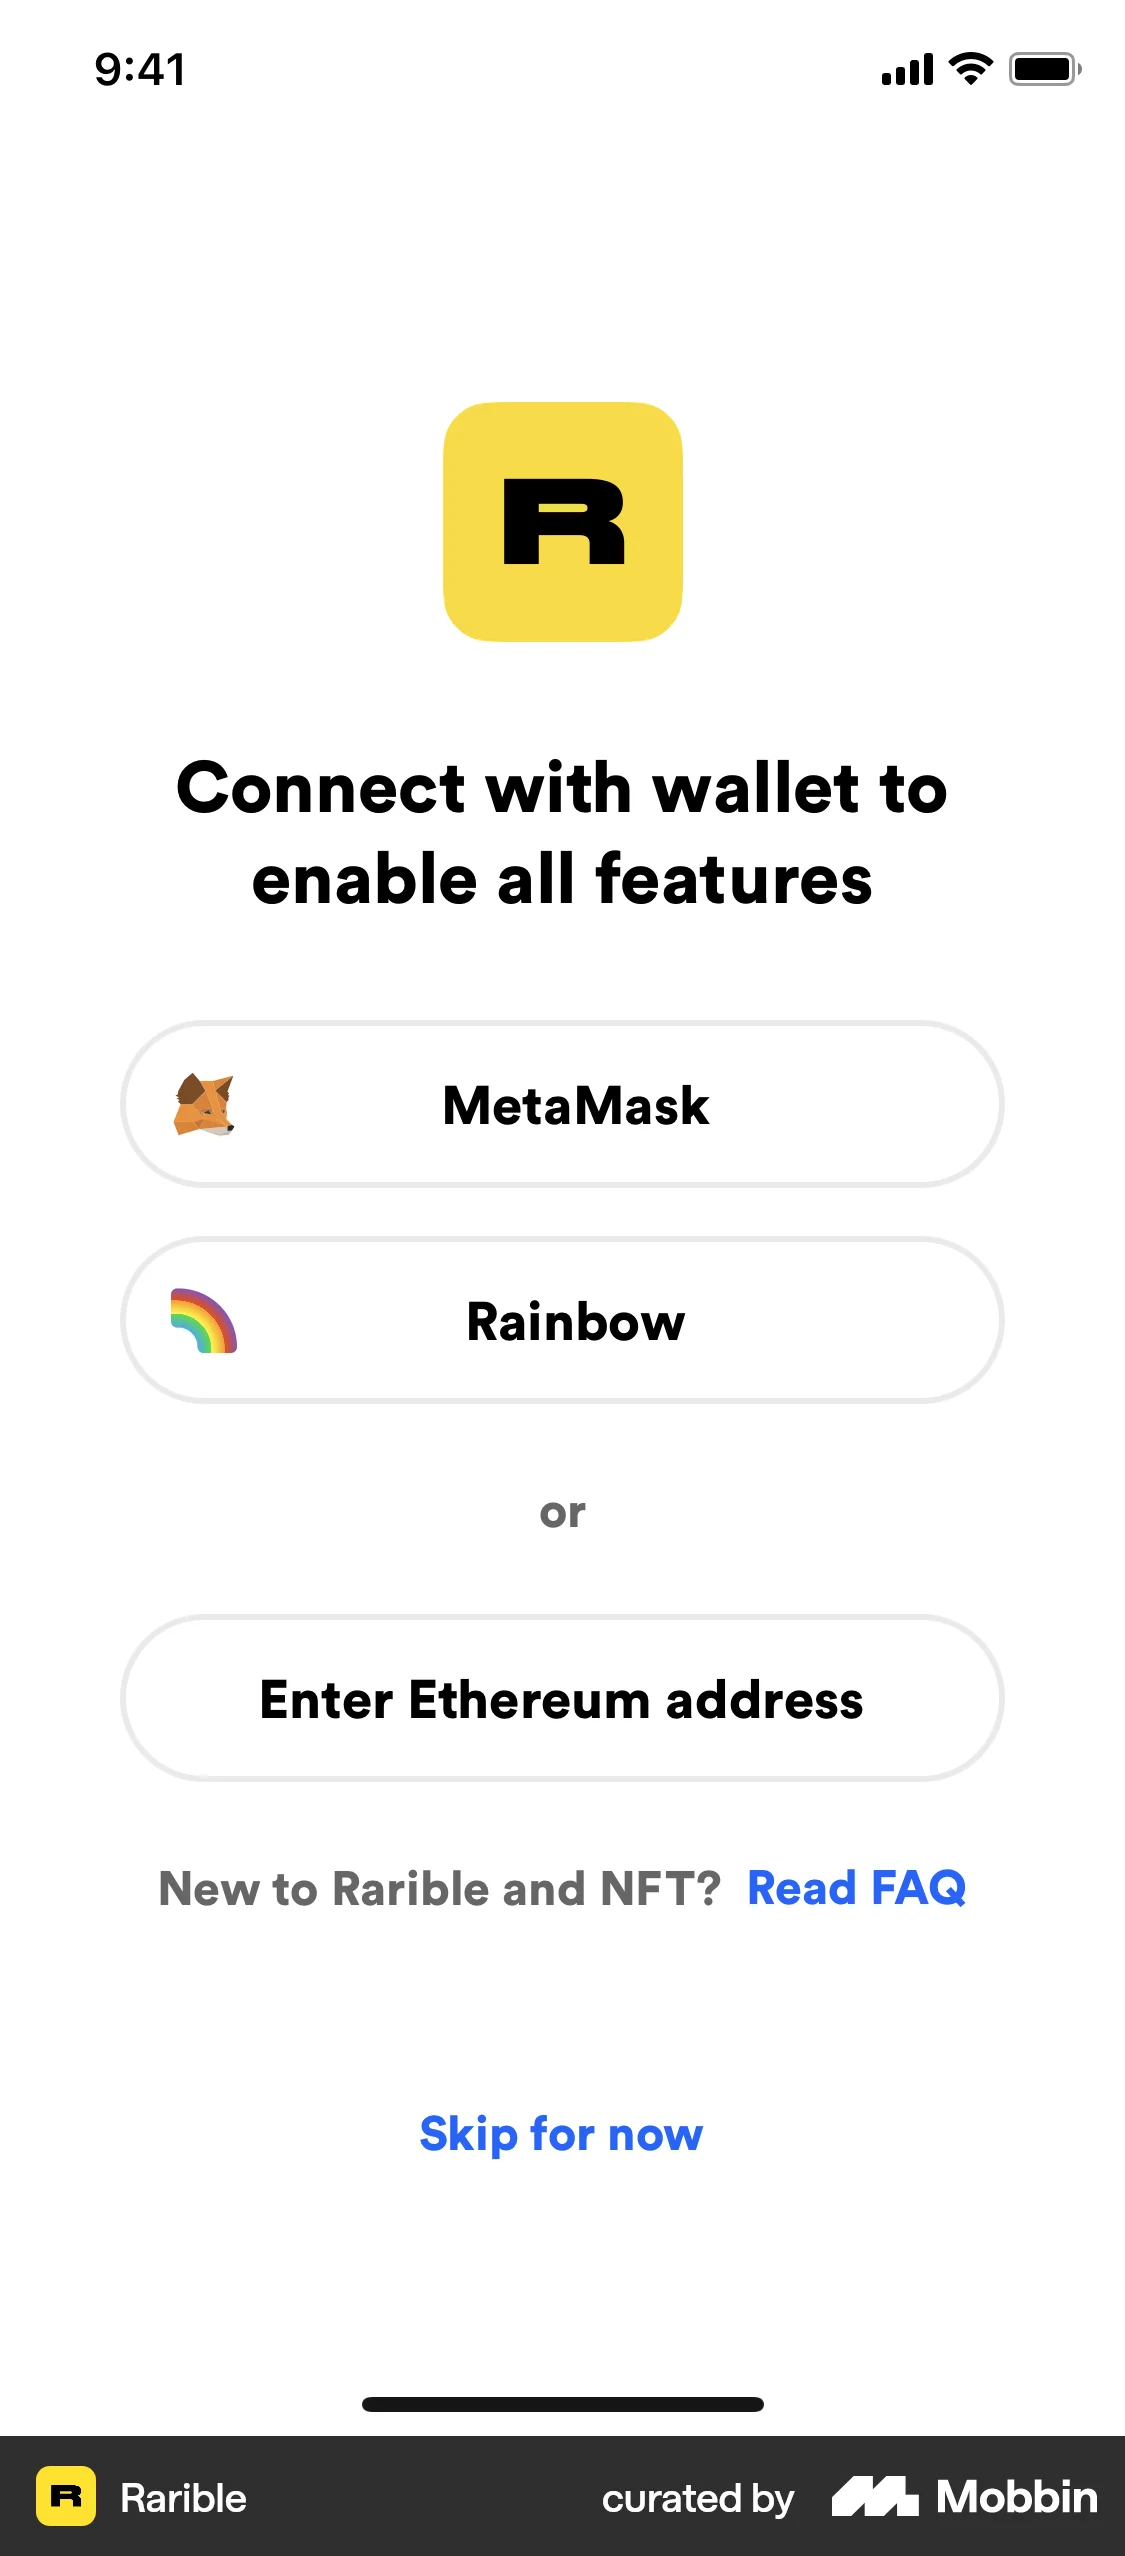 9:41
R
Connect with wallet to
enable all features
MetaMask
Rainbow
or
Enter Ethereum address
New to Rarible and NFT? Read FAQ
Skip for now
R Rarible curated by Mobbin